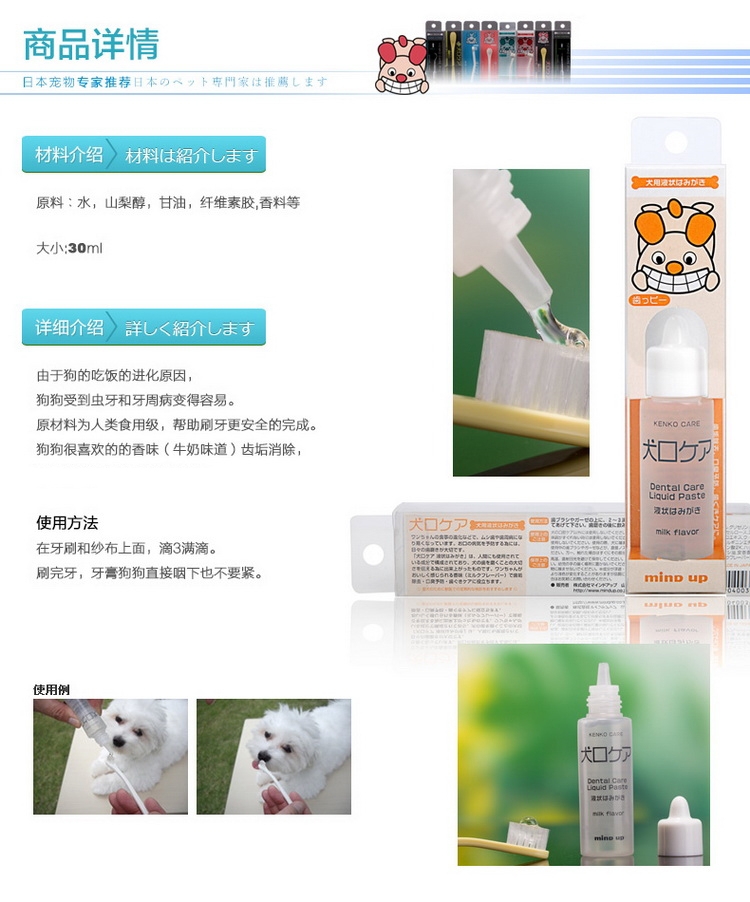 商品详情
日本宠物专家推荐日本のペット専門家は推薦します
材料介绍 材料は紹介します
原料：水，山梨醇，甘油，纤维素胶,香料等
大小:30ml
详细介绍 詳しく紹介します
由于狗的吃饭的进化原因，
狗狗受到虫牙和牙周病变得容易。
原材料为人类食用级，帮助刷牙更安全的完成。
狗狗很喜欢的的香味（牛奶味道）齿垢消除，
使用方法
在牙刷和纱布上面，滴3满滴。
刷完牙，牙膏狗狗直接咽下也不要紧。
使用例
犬用液状はみがき
歯っぴー
KENKO CARE
犬口ケア
Dental Care
Liquid Paste
液状はみがき
milk flavor
mind up
犬口ケア 犬用液状はみがき
KENKO CARE
犬口ケア
Dental Care
Liquid Paste
液状はみがき
milk flavor
mind up